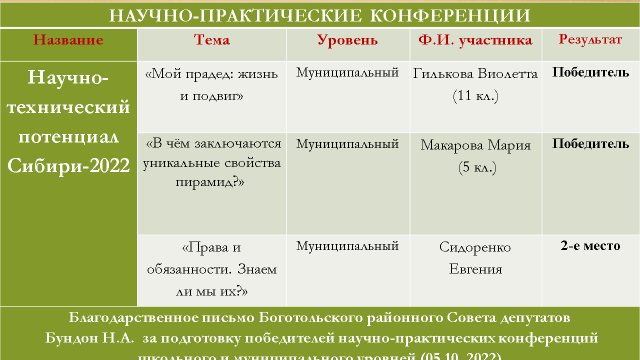 НАУЧНО-ПРАКТИЧЕСКИЕ КОНФЕРЕНЦИИ
Название Тема Уровень Ф.И. участника Результат
Научно-
технический
потенциал
Сибири-2022
«Мой прадед: жизнь
и подвиг»
Муниципальный
Гилькова Виолетта
(11 кл.)
Победитель
«В чём заключаются
уникальные свойства
пирамид?»
Муниципальный
Макарова Мария
(5 кл.)
Победитель
«Права и
обязанности. Знаем
ли мы их?»
Муниципальный
Сидоренко
Евгения
2-е место
Благодарственное письмо Боготольского районного Совета депутатов
Бундон Н.А. за подготовку победителей научно-практических конференций
школьного и муниципального уровней (05.10. 2022)